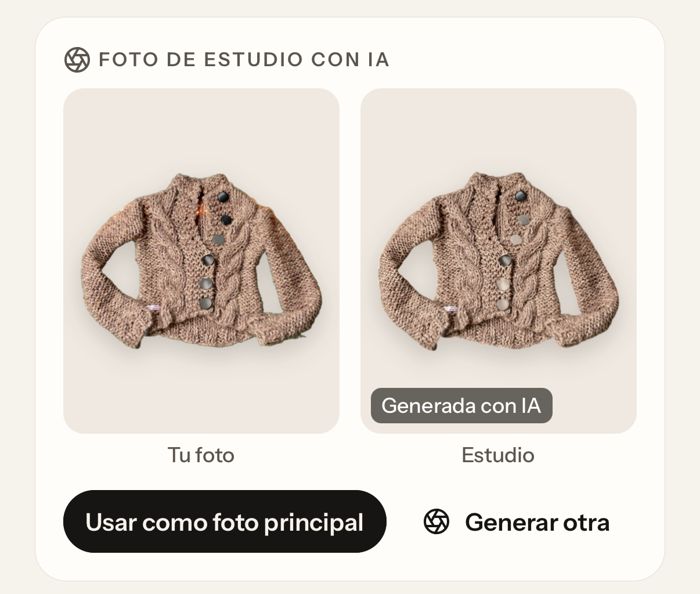 FOTO DE ESTUDIO CON IA
Generada con IA
Tu foto
Estudio
Usar como foto principal
Generar otra